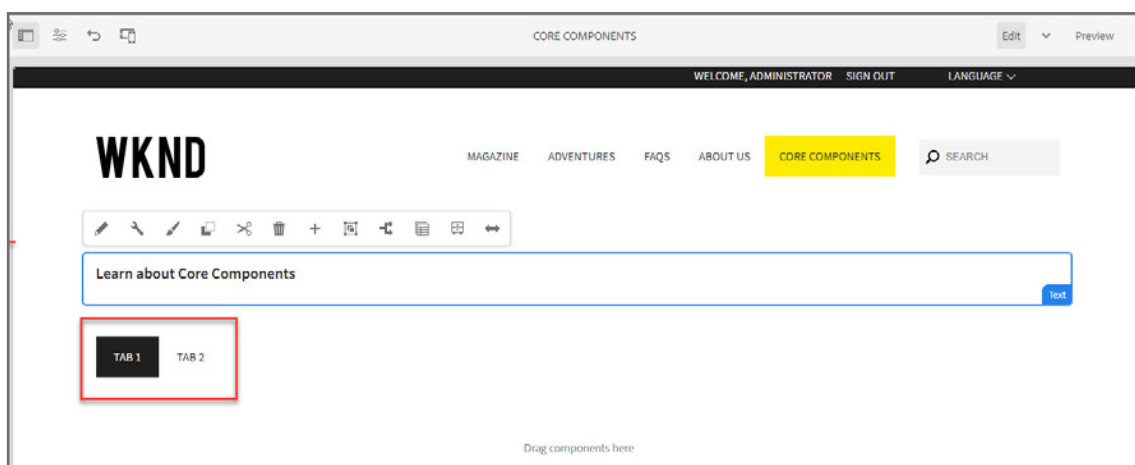 CORE COMPONENTS Edit Preview
WELCOME, ADMINISTRATOR SIGN OUT LANGUAGE
WKND MAGAZINE ADVENTURES FAQS ABOUT US CORE COMPONENTS SEARCH
Learn about Core Components
Text
TAB 1 TAB 2
Drag components here